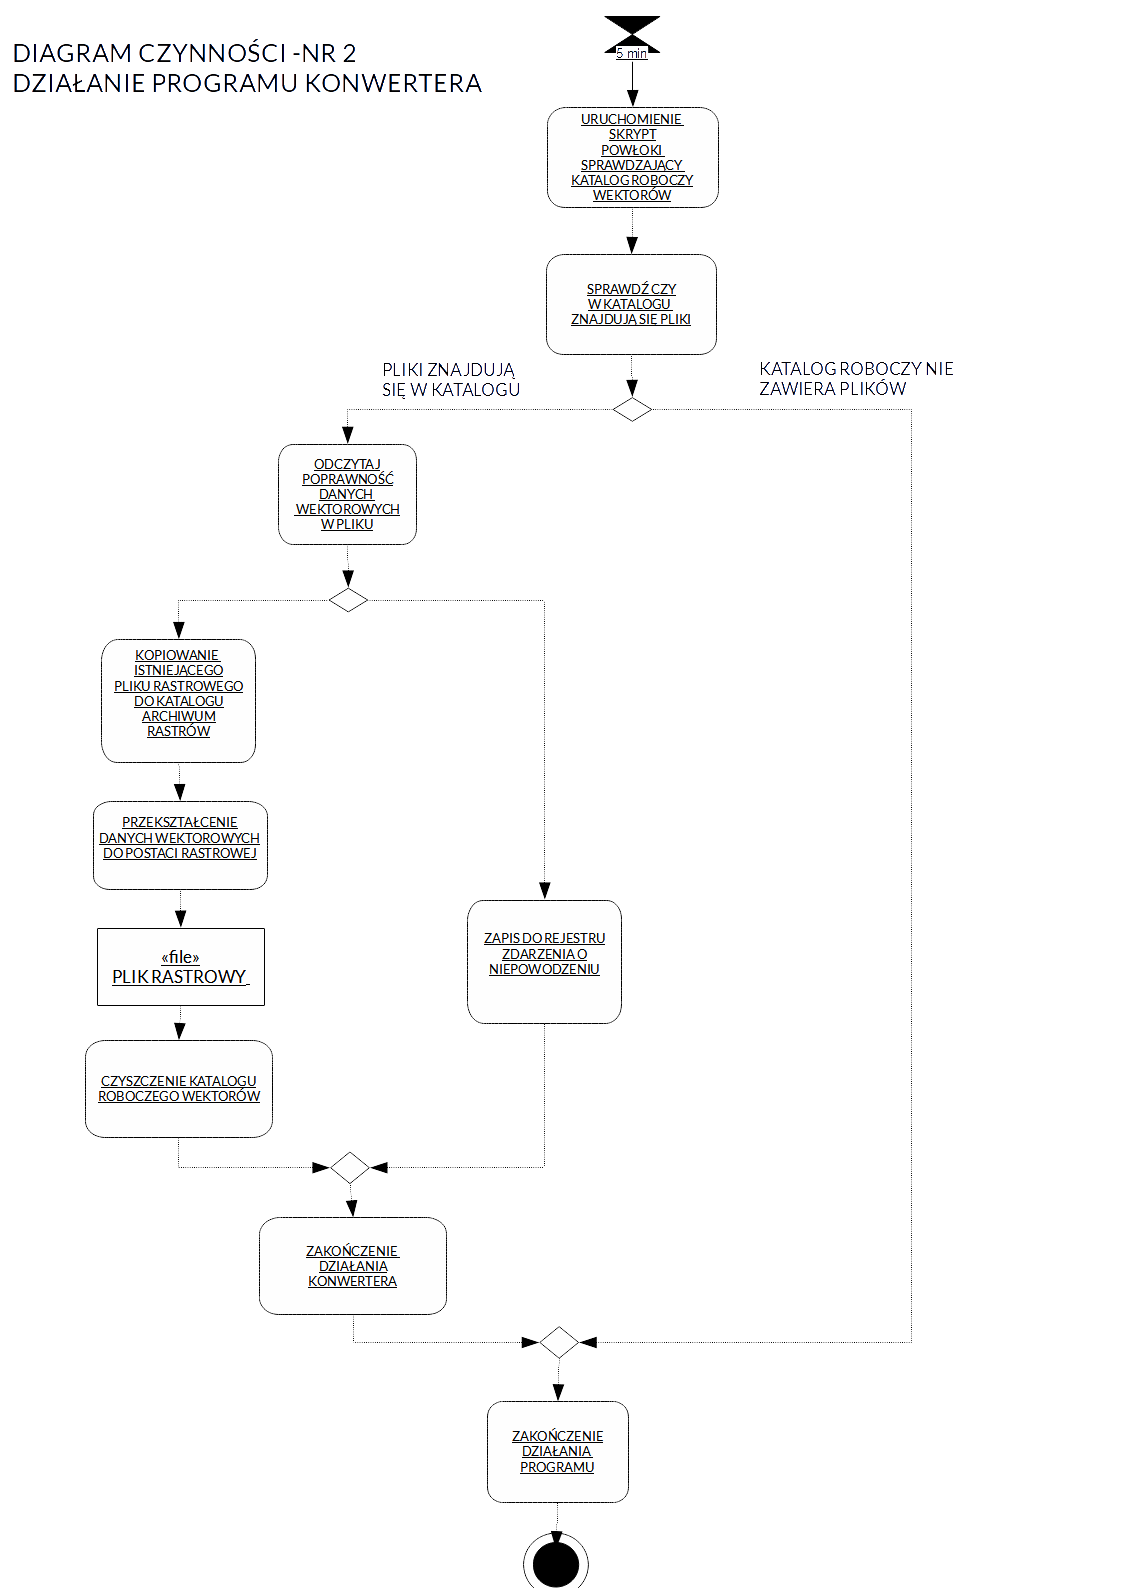 DIAGRAM CZYNNOŚCI -NR 2
DZIAŁANIE PROGRAMU KONWERTERA
5 min
URUCHOMIENIE
SKRYPT
POWŁOKI
SPRAWDZAJACY
KATALOG ROBOCZY
WEKTORÓW
SPRAWDŹ CZY
W KATALOGU
ZNAJDUJA SIĘ PLIKI
PLIKI ZNAJDUJĄ
SIĘ W KATALOGU
KATALOG ROBOCZY NIE
ZAWIERA PLIKÓW
ODCZYTAJ
POPRAWNOŚĆ
DANYCH
WEKTOROWYCH
W PLIKU
KOPIOWANIE
ISTNIEJĄCEGO
PLIKU RASTROWEGO
DO KATALOGU
ARCHIWUM
RASTRÓW
PRZEKSZTAŁCENIE
DANYCH WEKTOROWYCH
DO POSTACI RASTROWEJ
«file»
PLIK RASTROWY
ZAPIS DO REJESTRU
ZDARZENIA O
NIEPOWODZENIU
CZYSZCZENIE KATALOGU
ROBOCZEGO WEKTORÓW
ZAKOŃCZENIE
DZIAŁANIA
KONWERTERA
ZAKOŃCZENIE
DZIAŁANIA
PROGRAMU